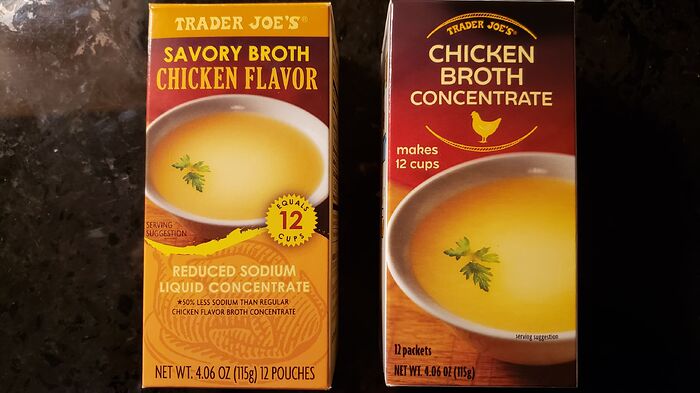 TRADER JOE'S®
SAVORY BROTH
CHICKEN FLAVOR
SERVING
SUGGESTION
EQUALS
12
CUPS
REDUCED SODIUM
LIQUID CONCENTRATE
*50% LESS SODIUM THAN REGULAR
CHICKEN FLAVOR BROTH CONCENTRATE
NET WT. 4.06 OZ (115g) 12 POUCHES
TRADER JOE'S®
CHICKEN
BROTH
CONCENTRATE
makes
12 cups
serving suggestion
12 packets
NET WT. 4.06 OZ (115g)